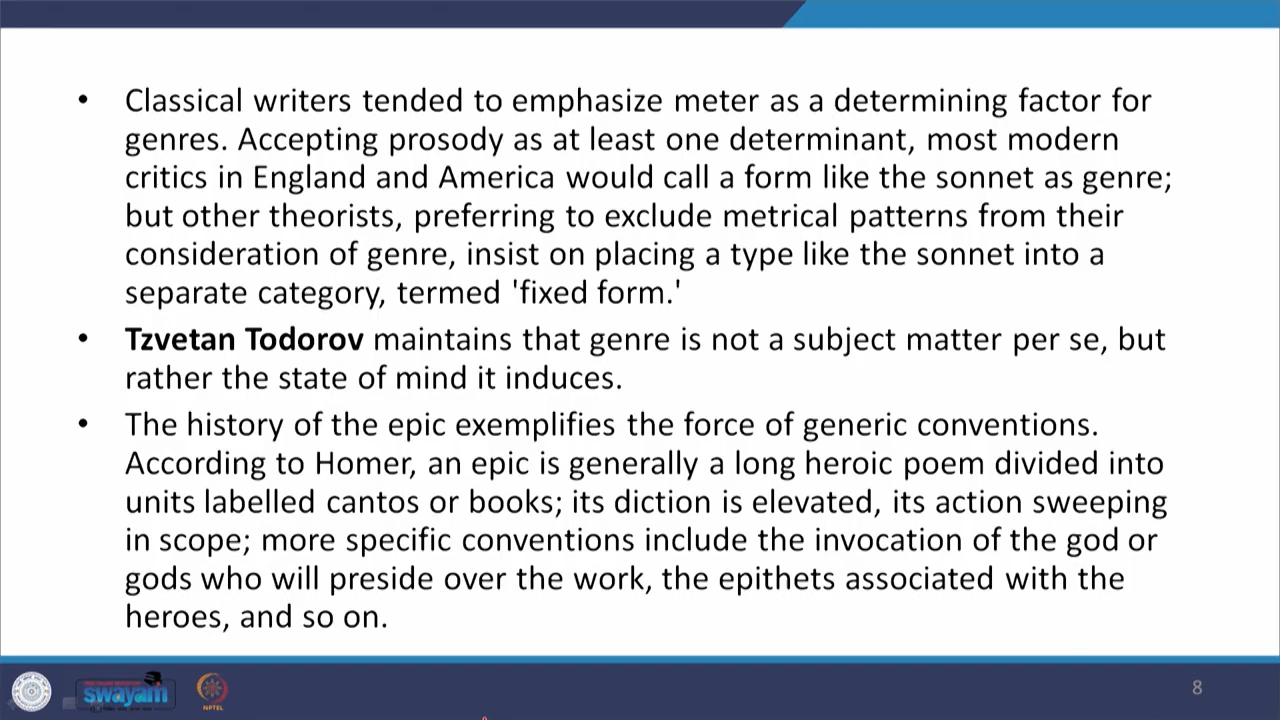 • Classical writers tended to emphasize meter as a determining factor for
genres. Accepting prosody as at least one determinant, most modern
critics in England and America would call a form like the sonnet as genre;
but other theorists, preferring to exclude metrical patterns from their
consideration of genre, insist on placing a type like the sonnet into a
separate category, termed 'fixed form.'
• Tzvetan Todorov maintains that genre is not a subject matter per se, but
rather the state of mind it induces.
• The history of the epic exemplifies the force of generic conventions.
According to Homer, an epic is generally a long heroic poem divided into
units labelled cantos or books; its diction is elevated, its action sweeping
in scope; more specific conventions include the invocation of the god or
gods who will preside over the work, the epithets associated with the
heroes, and so on.
swayam
NPTEL
8